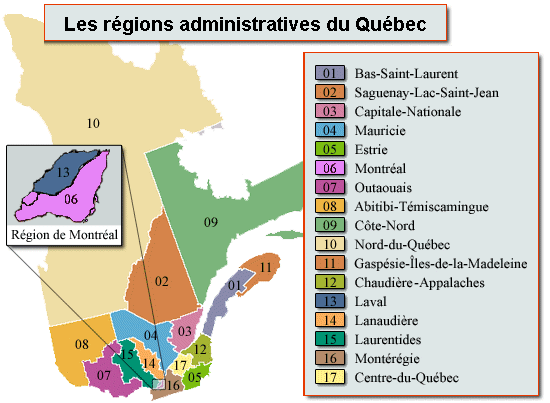 Les régions administratives du Québec
01 Bas-Saint-Laurent
02 Saguenay-Lac-Saint-Jean
03 Capitale-Nationale
04 Mauricie
05 Estrie
06 Montréal
07 Outaouais
08 Abitibi-Témiscamingue
09 Côte-Nord
10 Nord-du-Québec
11 Gaspésie-Îles-de-la-Madeleine
12 Chaudière-Appalaches
13 Laval
14 Lanaudière
15 Laurentides
16 Montérégie
17 Centre-du-Québec
10
13
06
Région de Montréal
09
02
11
01
08
04
03
15
14
12
07
17
16
05